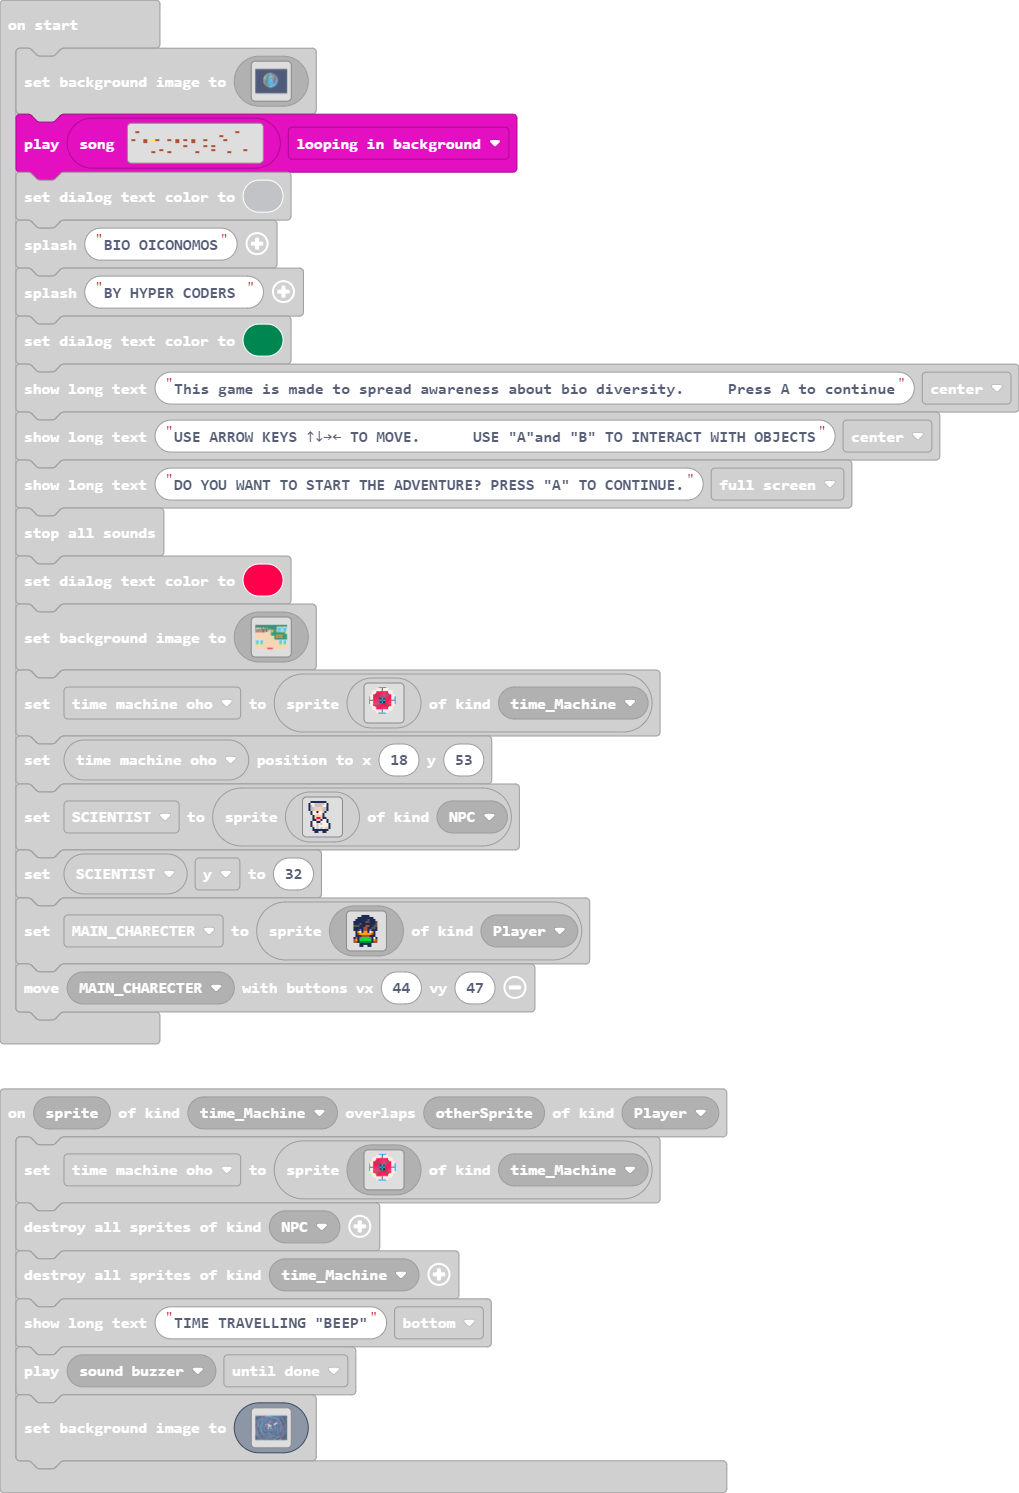 on start
set background image to
play song looping in background
set dialog text color to
splash "BIO OICONOMOS"
splash "BY HYPER CODERS "
set dialog text color to
show long text "This game is made to spread awareness about bio diversity.     Press A to continue" center
show long text "USE ARROW KEYS ↑↓→← TO MOVE.      USE "A"and "B" TO INTERACT WITH OBJECTS" center
show long text "DO YOU WANT TO START THE ADVENTURE? PRESS "A" TO CONTINUE." full screen
stop all sounds
set dialog text color to
set background image to
set time machine oho to sprite of kind time_Machine
set time machine oho position to x 18 y 53
set SCIENTIST to sprite of kind NPC
set SCIENTIST y to 32
set MAIN_CHARECTER to sprite of kind Player
move MAIN_CHARECTER with buttons vx 44 vy 47
on sprite of kind time_Machine overlaps otherSprite of kind Player
set time machine oho to sprite of kind time_Machine
destroy all sprites of kind NPC
destroy all sprites of kind time_Machine
show long text "TIME TRAVELLING "BEEP"" bottom
play sound buzzer until done
set background image to